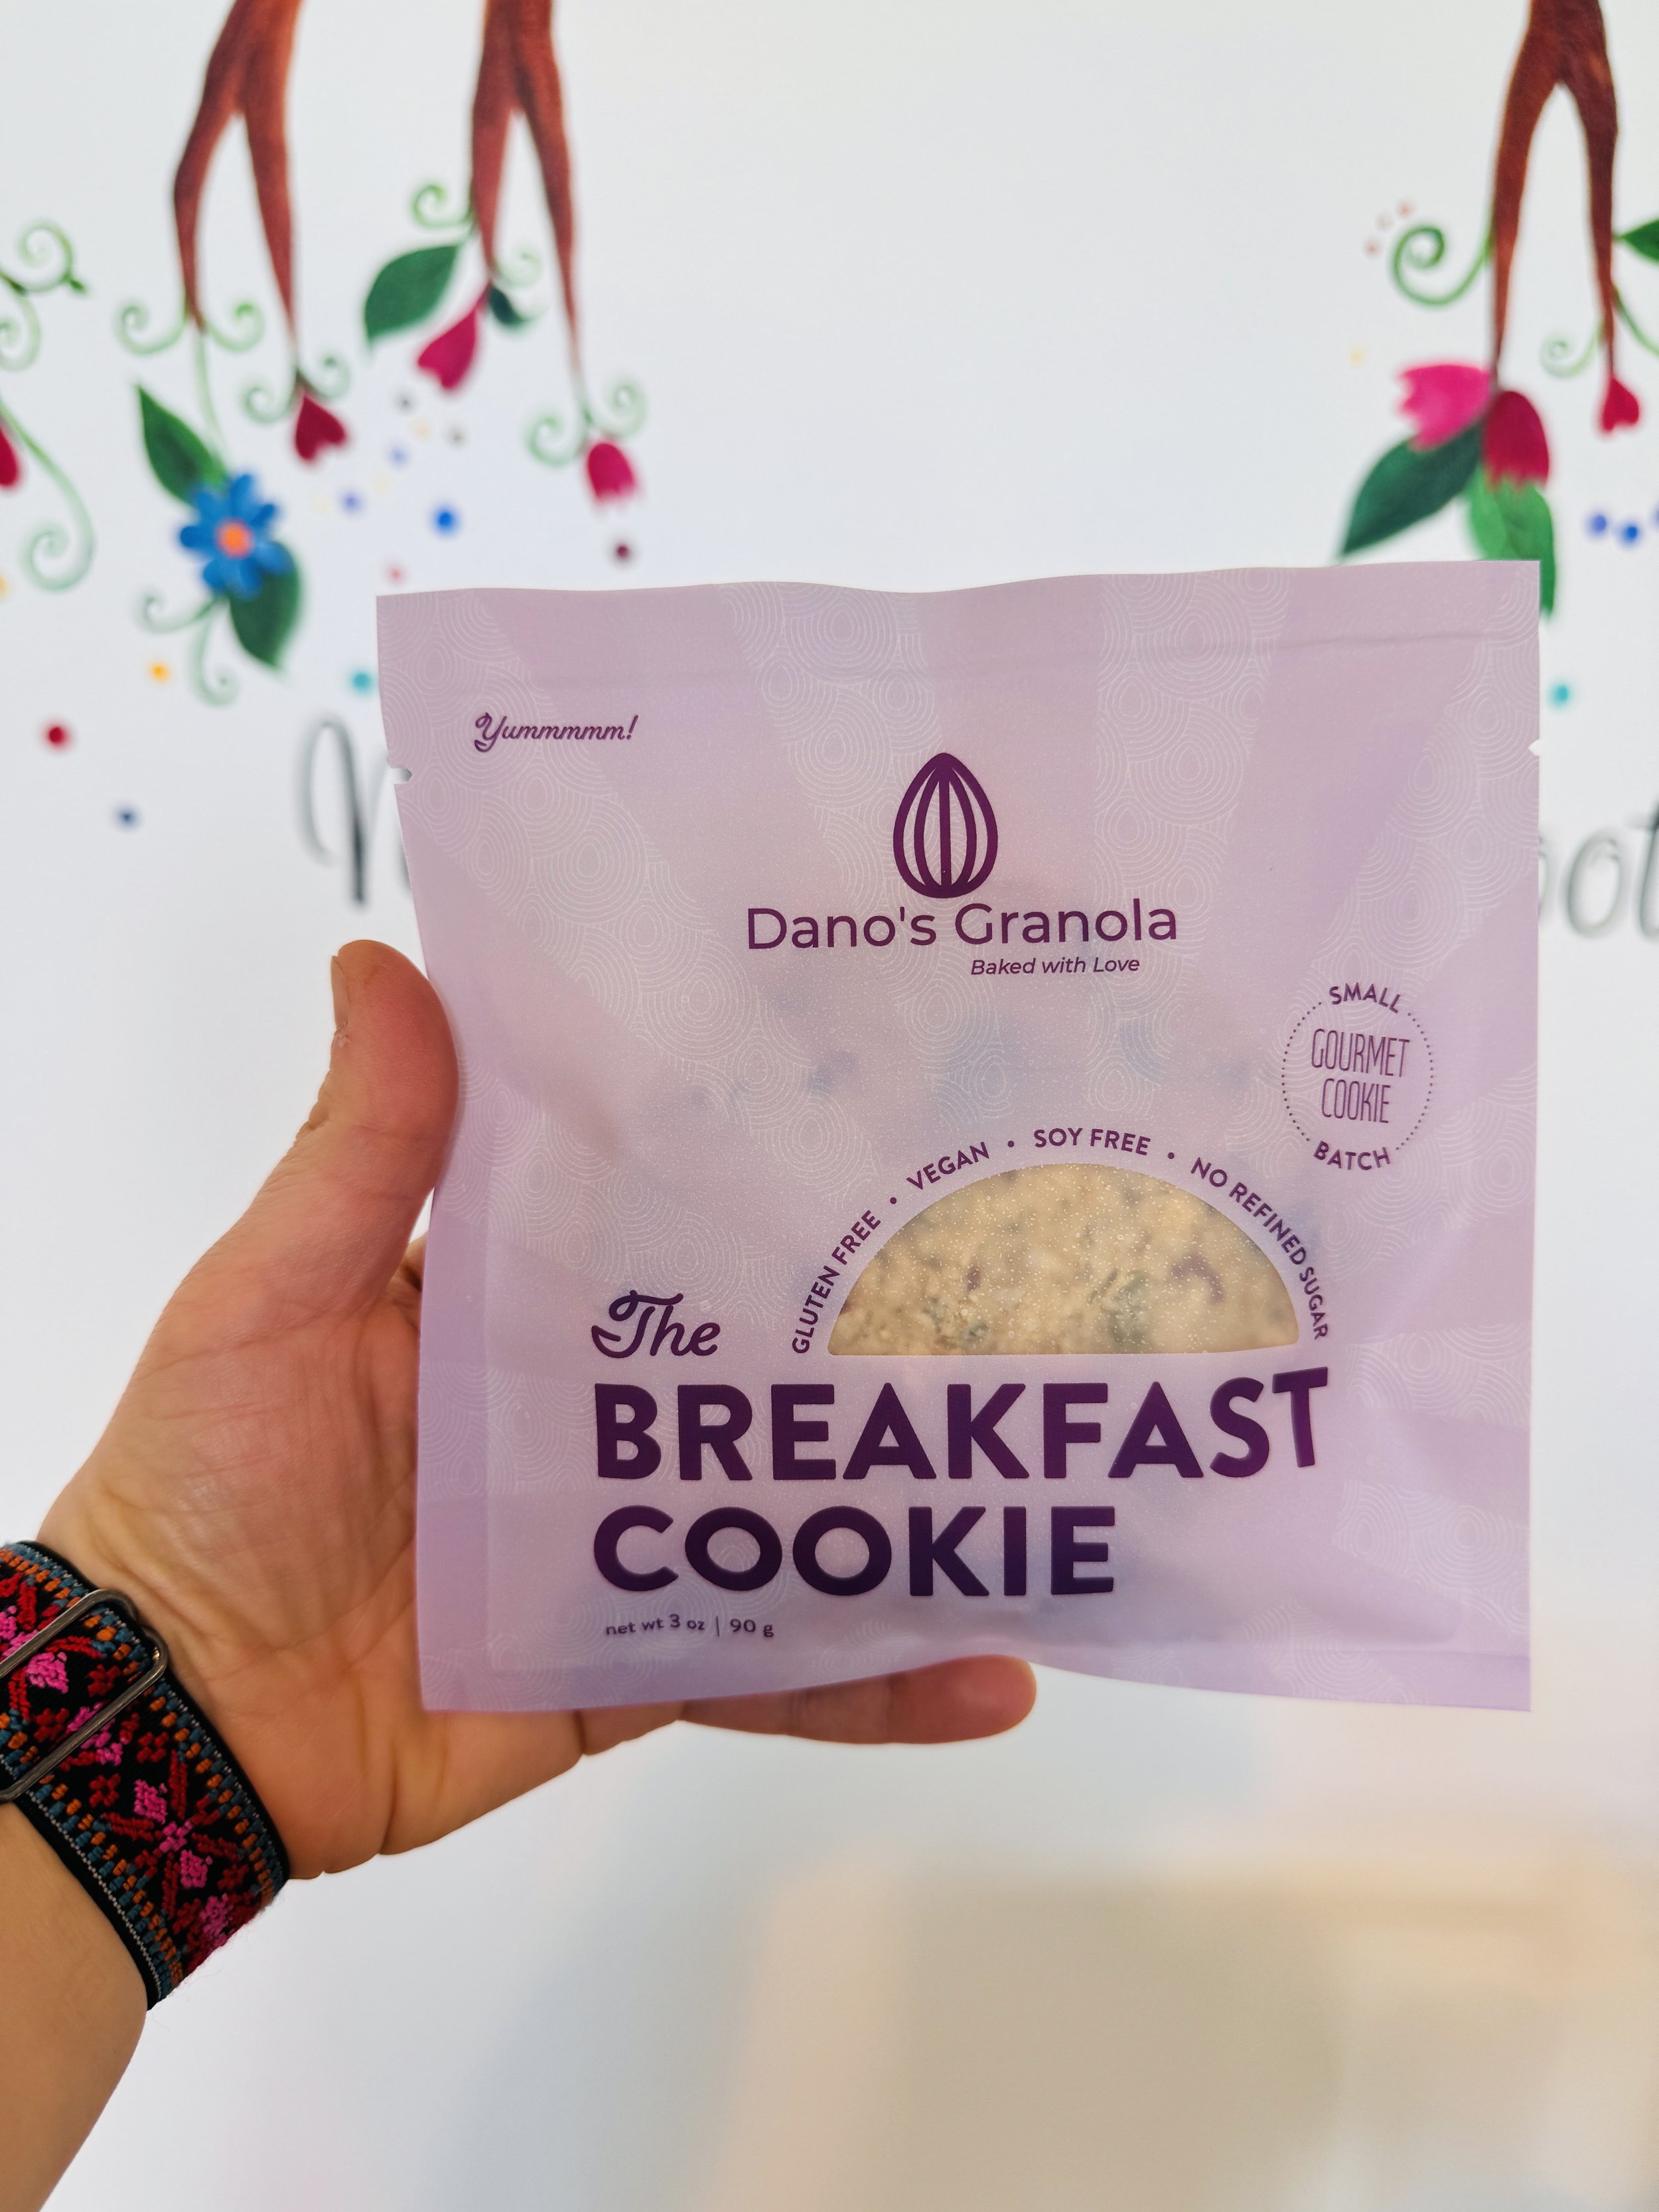 Yummmmm!
Dano's Granola
Baked with Love
SMALL
GOURMET
COOKIE
BATCH
GLUTEN FREE • VEGAN • SOY FREE • NO REFINED SUGAR
The
BREAKFAST
COOKIE
net wt 3 oz | 90 g